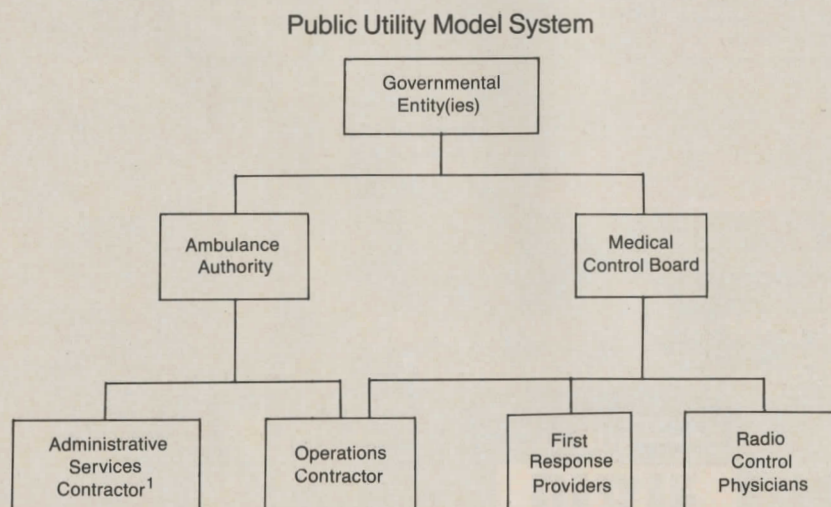 Public Utility Model System
Governmental
Entity(ies)
Ambulance
Authority
Medical
Control Board
Administrative
Services
Contractor1
Operations
Contractor
First
Response
Providers
Radio
Control
Physicians